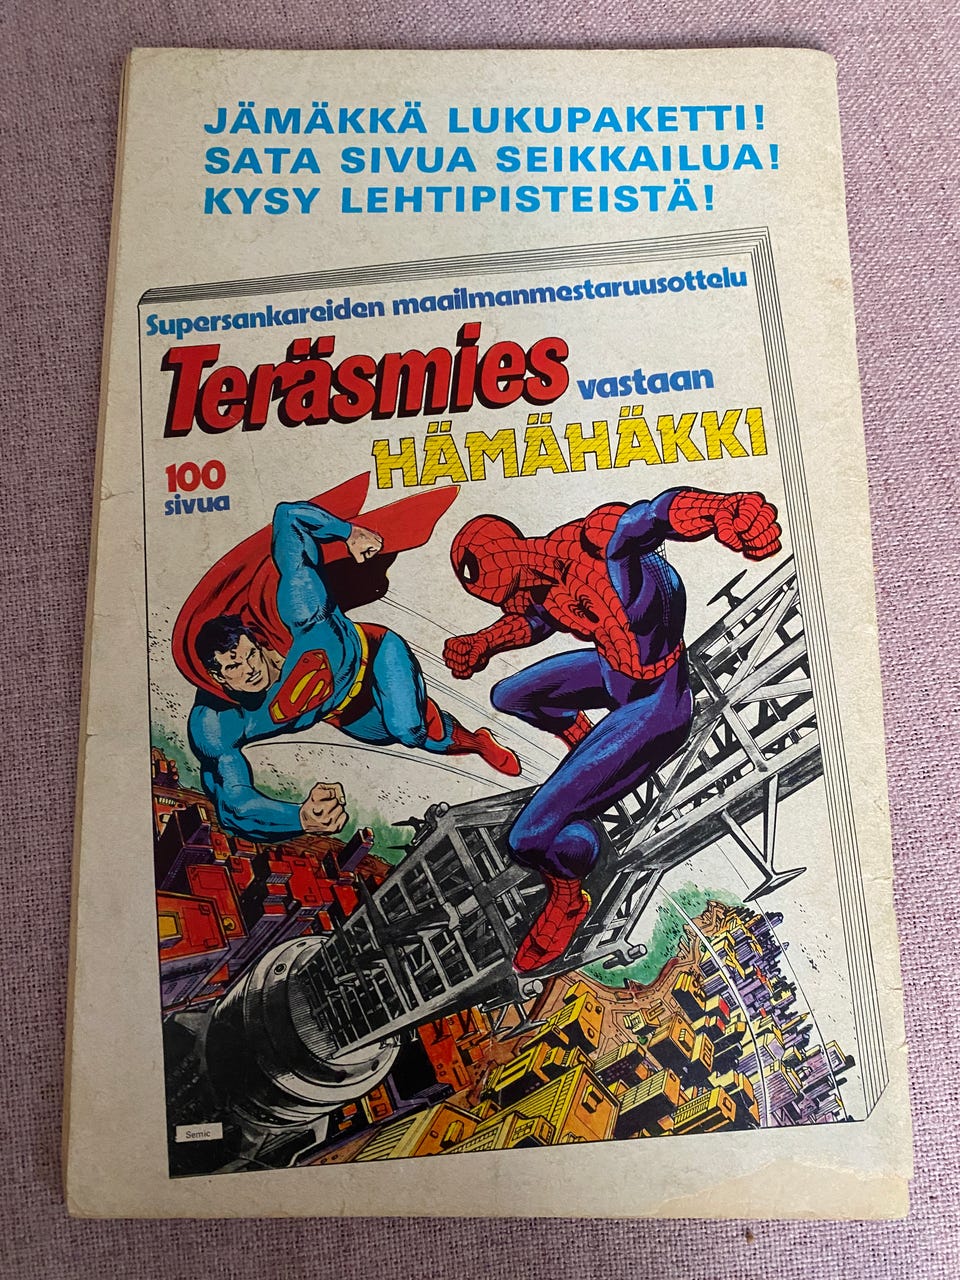 JÄMÄKKÄ LUKUPAKETTI!
SATA SIVUA SEIKKAILUA!
KYSY LEHTIPISTEISTÄ!
Supersankareiden maailmanmestaruusottelu
Teräsmies vastaan
HÄMÄHÄKKI
100
sivua
S
Semic